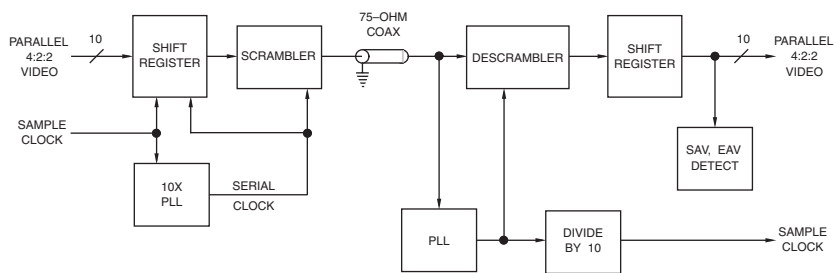 75–OHM
COAX
PARALLEL
4:2:2
VIDEO
10
SHIFT
REGISTER
SCRAMBLER
DESCRAMBLER
SHIFT
REGISTER
10
PARALLEL
4:2:2
VIDEO
SAMPLE
CLOCK
SAV, EAV
DETECT
10X
PLL
SERIAL
CLOCK
PLL
DIVIDE
BY 10
SAMPLE
CLOCK